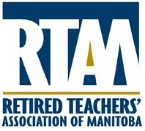 RTAM
RETIRED TEACHERS'
ASSOCIATION OF MANITOBA